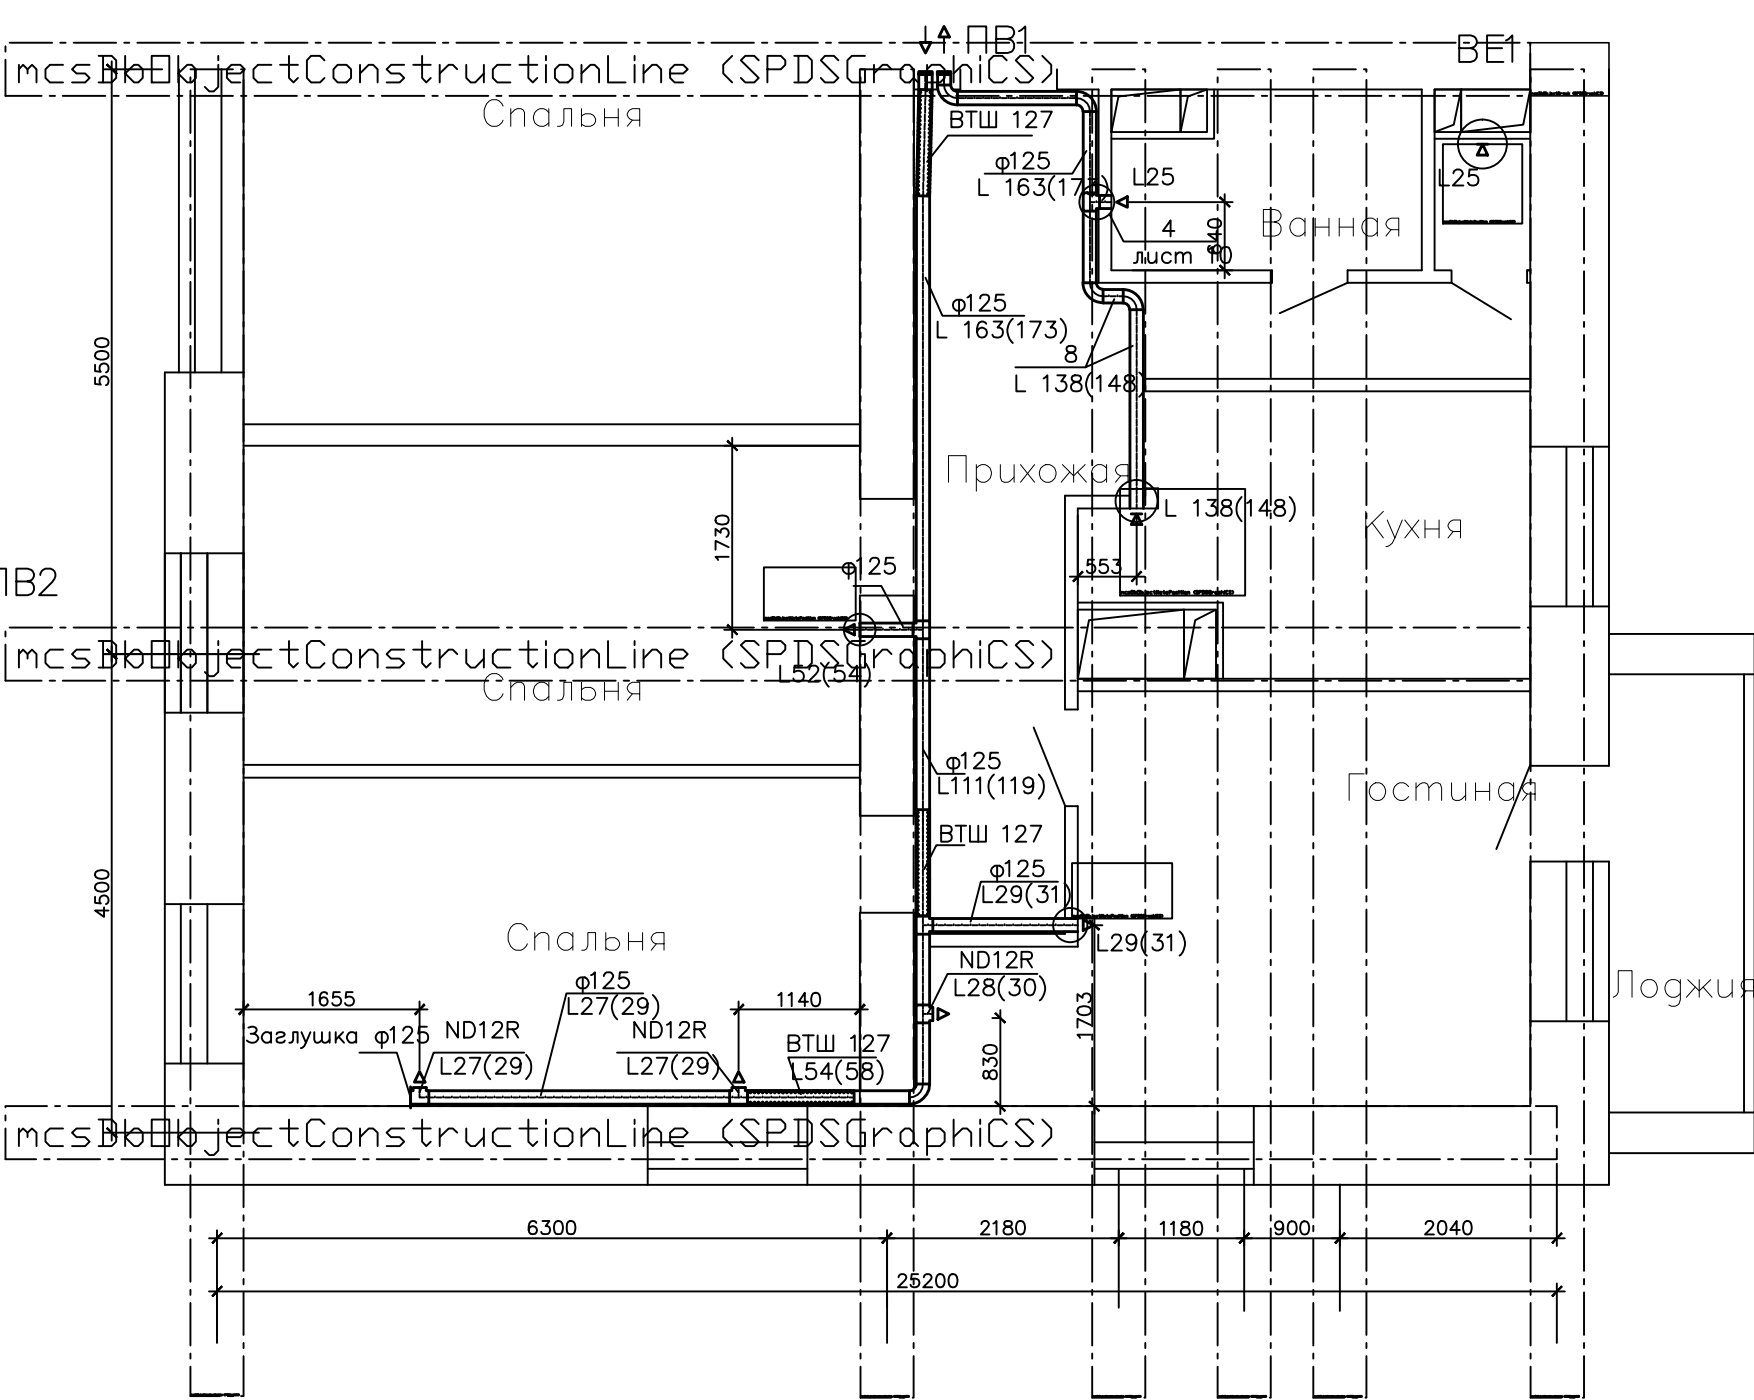 ПВ1
ВЕ1
mcsDbObjectConstructionLine (SPDSGraphiCS)
Спальня
ВТШ 127
φ125
L 163(173)
L25
L25
Ванная
4
лист 10
640
φ125
L 163(173)
8
L 138(148)
5500
Прихожая
L 138(148)
Кухня
1730
φ125
553
ПВ2
mcsDbObjectConstructionLine (SPDSGraphiCS)
L52(54)
Спальня
φ125
L111(119)
Гостиная
ВТШ 127
φ125
L29(31)
4500
Спальня
L29(31)
ND12R
L28(30)
Лоджия
φ125
L27(29)
1655
1140
1703
Заглушка φ125
ND12R
L27(29)
ND12R
L27(29)
ВТШ 127
L54(58)
830
mcsDbObjectConstructionLine (SPDSGraphiCS)
6300
2180
1180
900
2040
25200